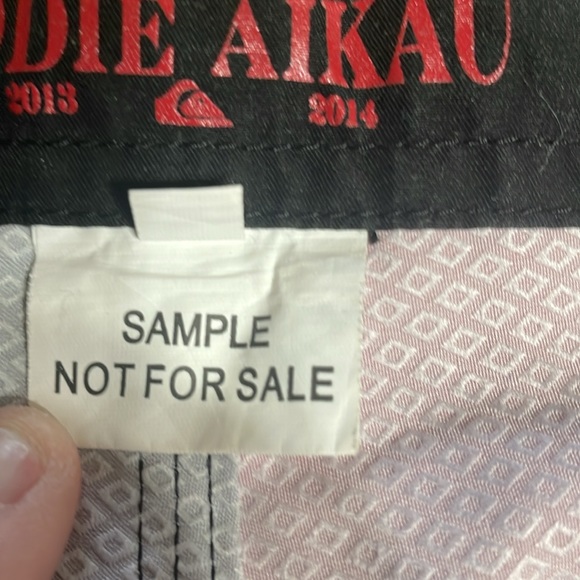 DDIE AIKAU
2013 2014
SAMPLE
NOT FOR SALE